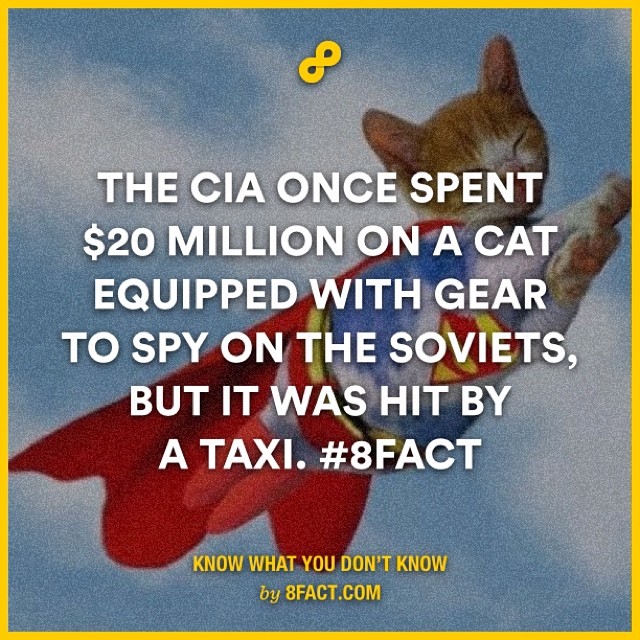 THE CIA ONCE SPENT
$20 MILLION ON A CAT
EQUIPPED WITH GEAR
TO SPY ON THE SOVIETS,
BUT IT WAS HIT BY
A TAXI. #8FACT
KNOW WHAT YOU DON'T KNOW
by 8FACT.COM